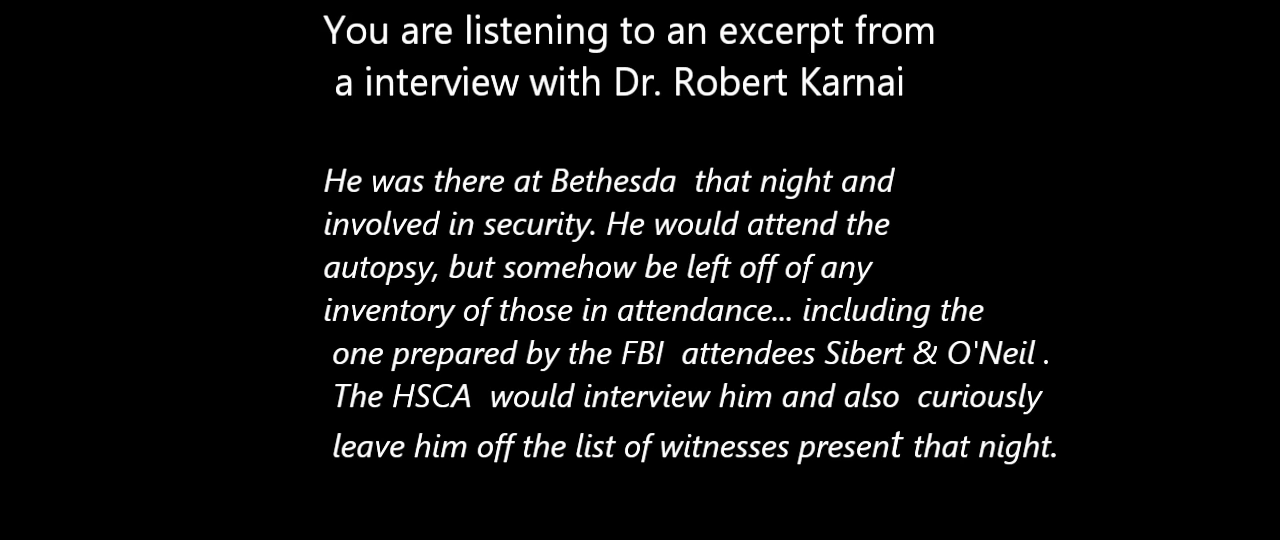 You are listening to an excerpt from
a interview with Dr. Robert Karnai
He was there at Bethesda that night and
involved in security. He would attend the
autopsy, but somehow be left off of any
inventory of those in attendance... including the
one prepared by the FBI attendees Sibert & O'Neil .
The HSCA would interview him and also curiously
leave him off the list of witnesses present that night.